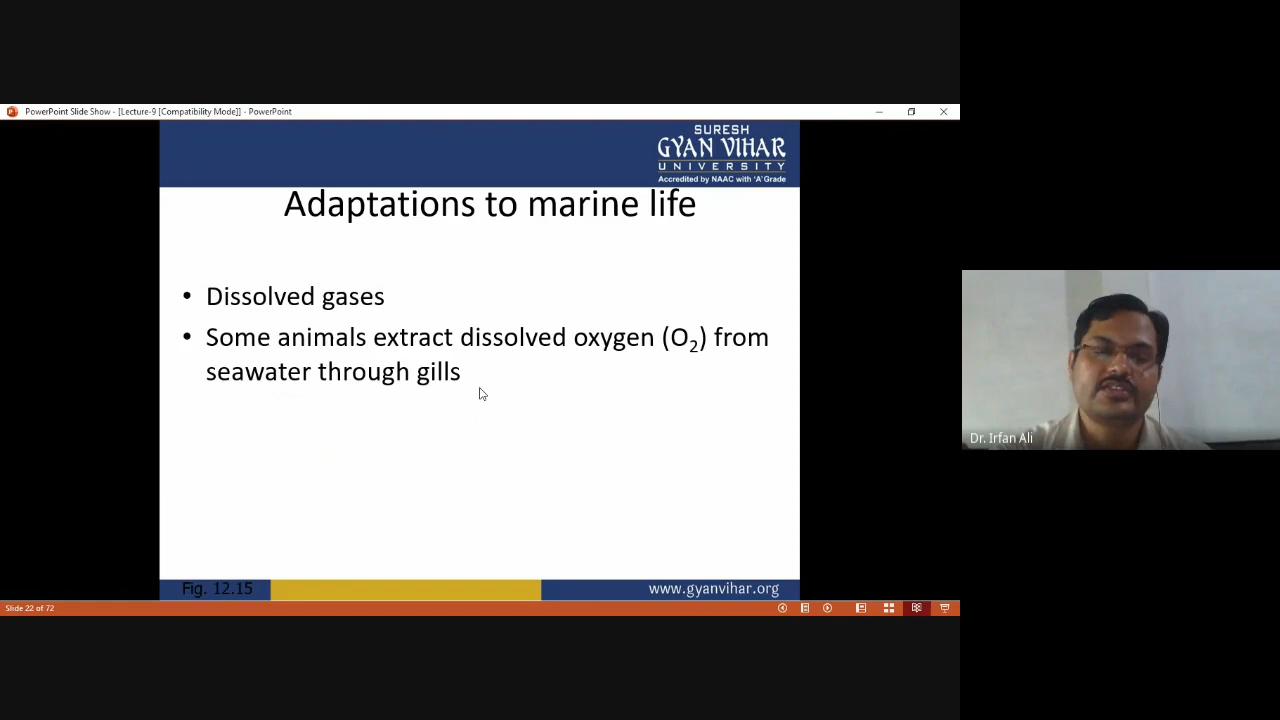 PowerPoint Slide Show - [Lecture-9 [Compatibility Mode]] - PowerPoint
SURESH
GYAN VIHAR
UNIVERSITY
Accredited by NAAC with 'A' Grade
Adaptations to marine life
• Dissolved gases
• Some animals extract dissolved oxygen (O₂) from
seawater through gills
Dr. Irfan Ali
Fig. 12.15
www.gyanvihar.org
Slide 22 of 72